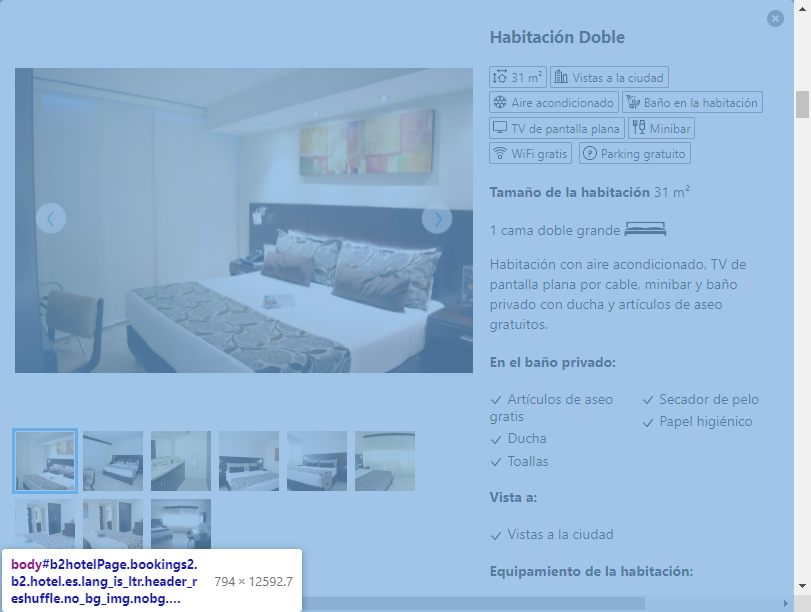 Habitación Doble
31 m²
Vistas a la ciudad
Aire acondicionado
Baño en la habitación
TV de pantalla plana
Minibar
WiFi gratis
P Parking gratuito
Tamaño de la habitación 31 m²
1 cama doble grande
Habitación con aire acondicionado, TV de
pantalla plana por cable, minibar y baño
privado con ducha y artículos de aseo
gratuitos.
En el baño privado:
Artículos de aseo
gratis
Ducha
Toallas
Secador de pelo
Papel higiénico
Vista a:
Vistas a la ciudad
Equipamiento de la habitación:
body#b2hotelPage.bookings2.
b2.hotel.es.lang_is_ltr.header_r
eshuffle.no_bg_img.nobg....
794 × 12592.7